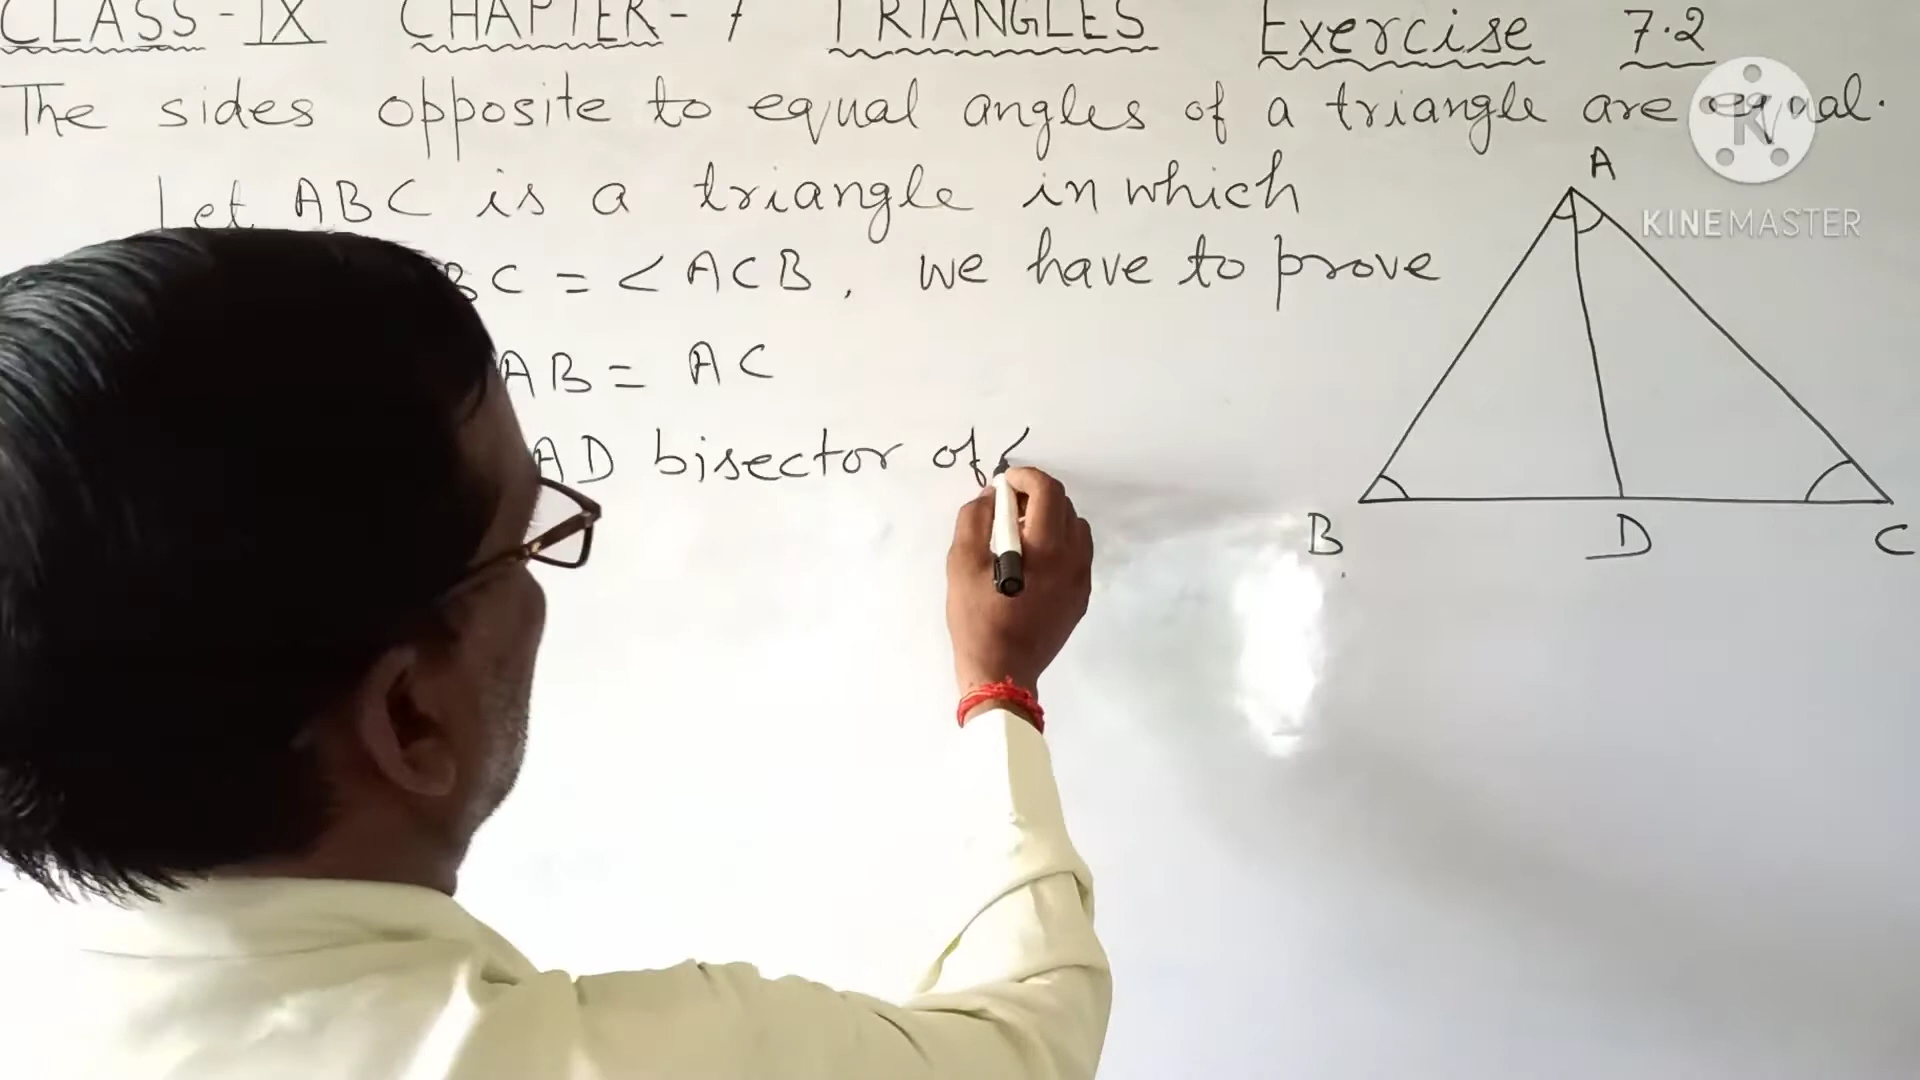 CLASS - IX CHAPTER - 7 TRIANGLES Exercise 7.2
The sides opposite to equal angles of a triangle are equal.
Let ABC is a triangle in which
BC = <ACB, we have to prove
AB = AC
AD bisector of <
A
B
D
C
K
KINEMASTER